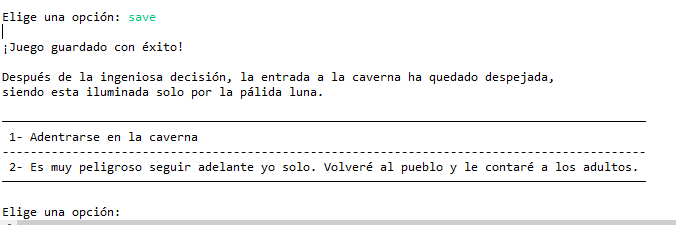 Elige una opción: save
¡Juego guardado con éxito!
Después de la ingeniosa decisión, la entrada a la caverna ha quedado despejada,
siendo esta iluminada solo por la pálida luna.
1- Adentrarse en la caverna
2- Es muy peligroso seguir adelante yo solo. Volveré al pueblo y le contaré a los adultos.
Elige una opción: